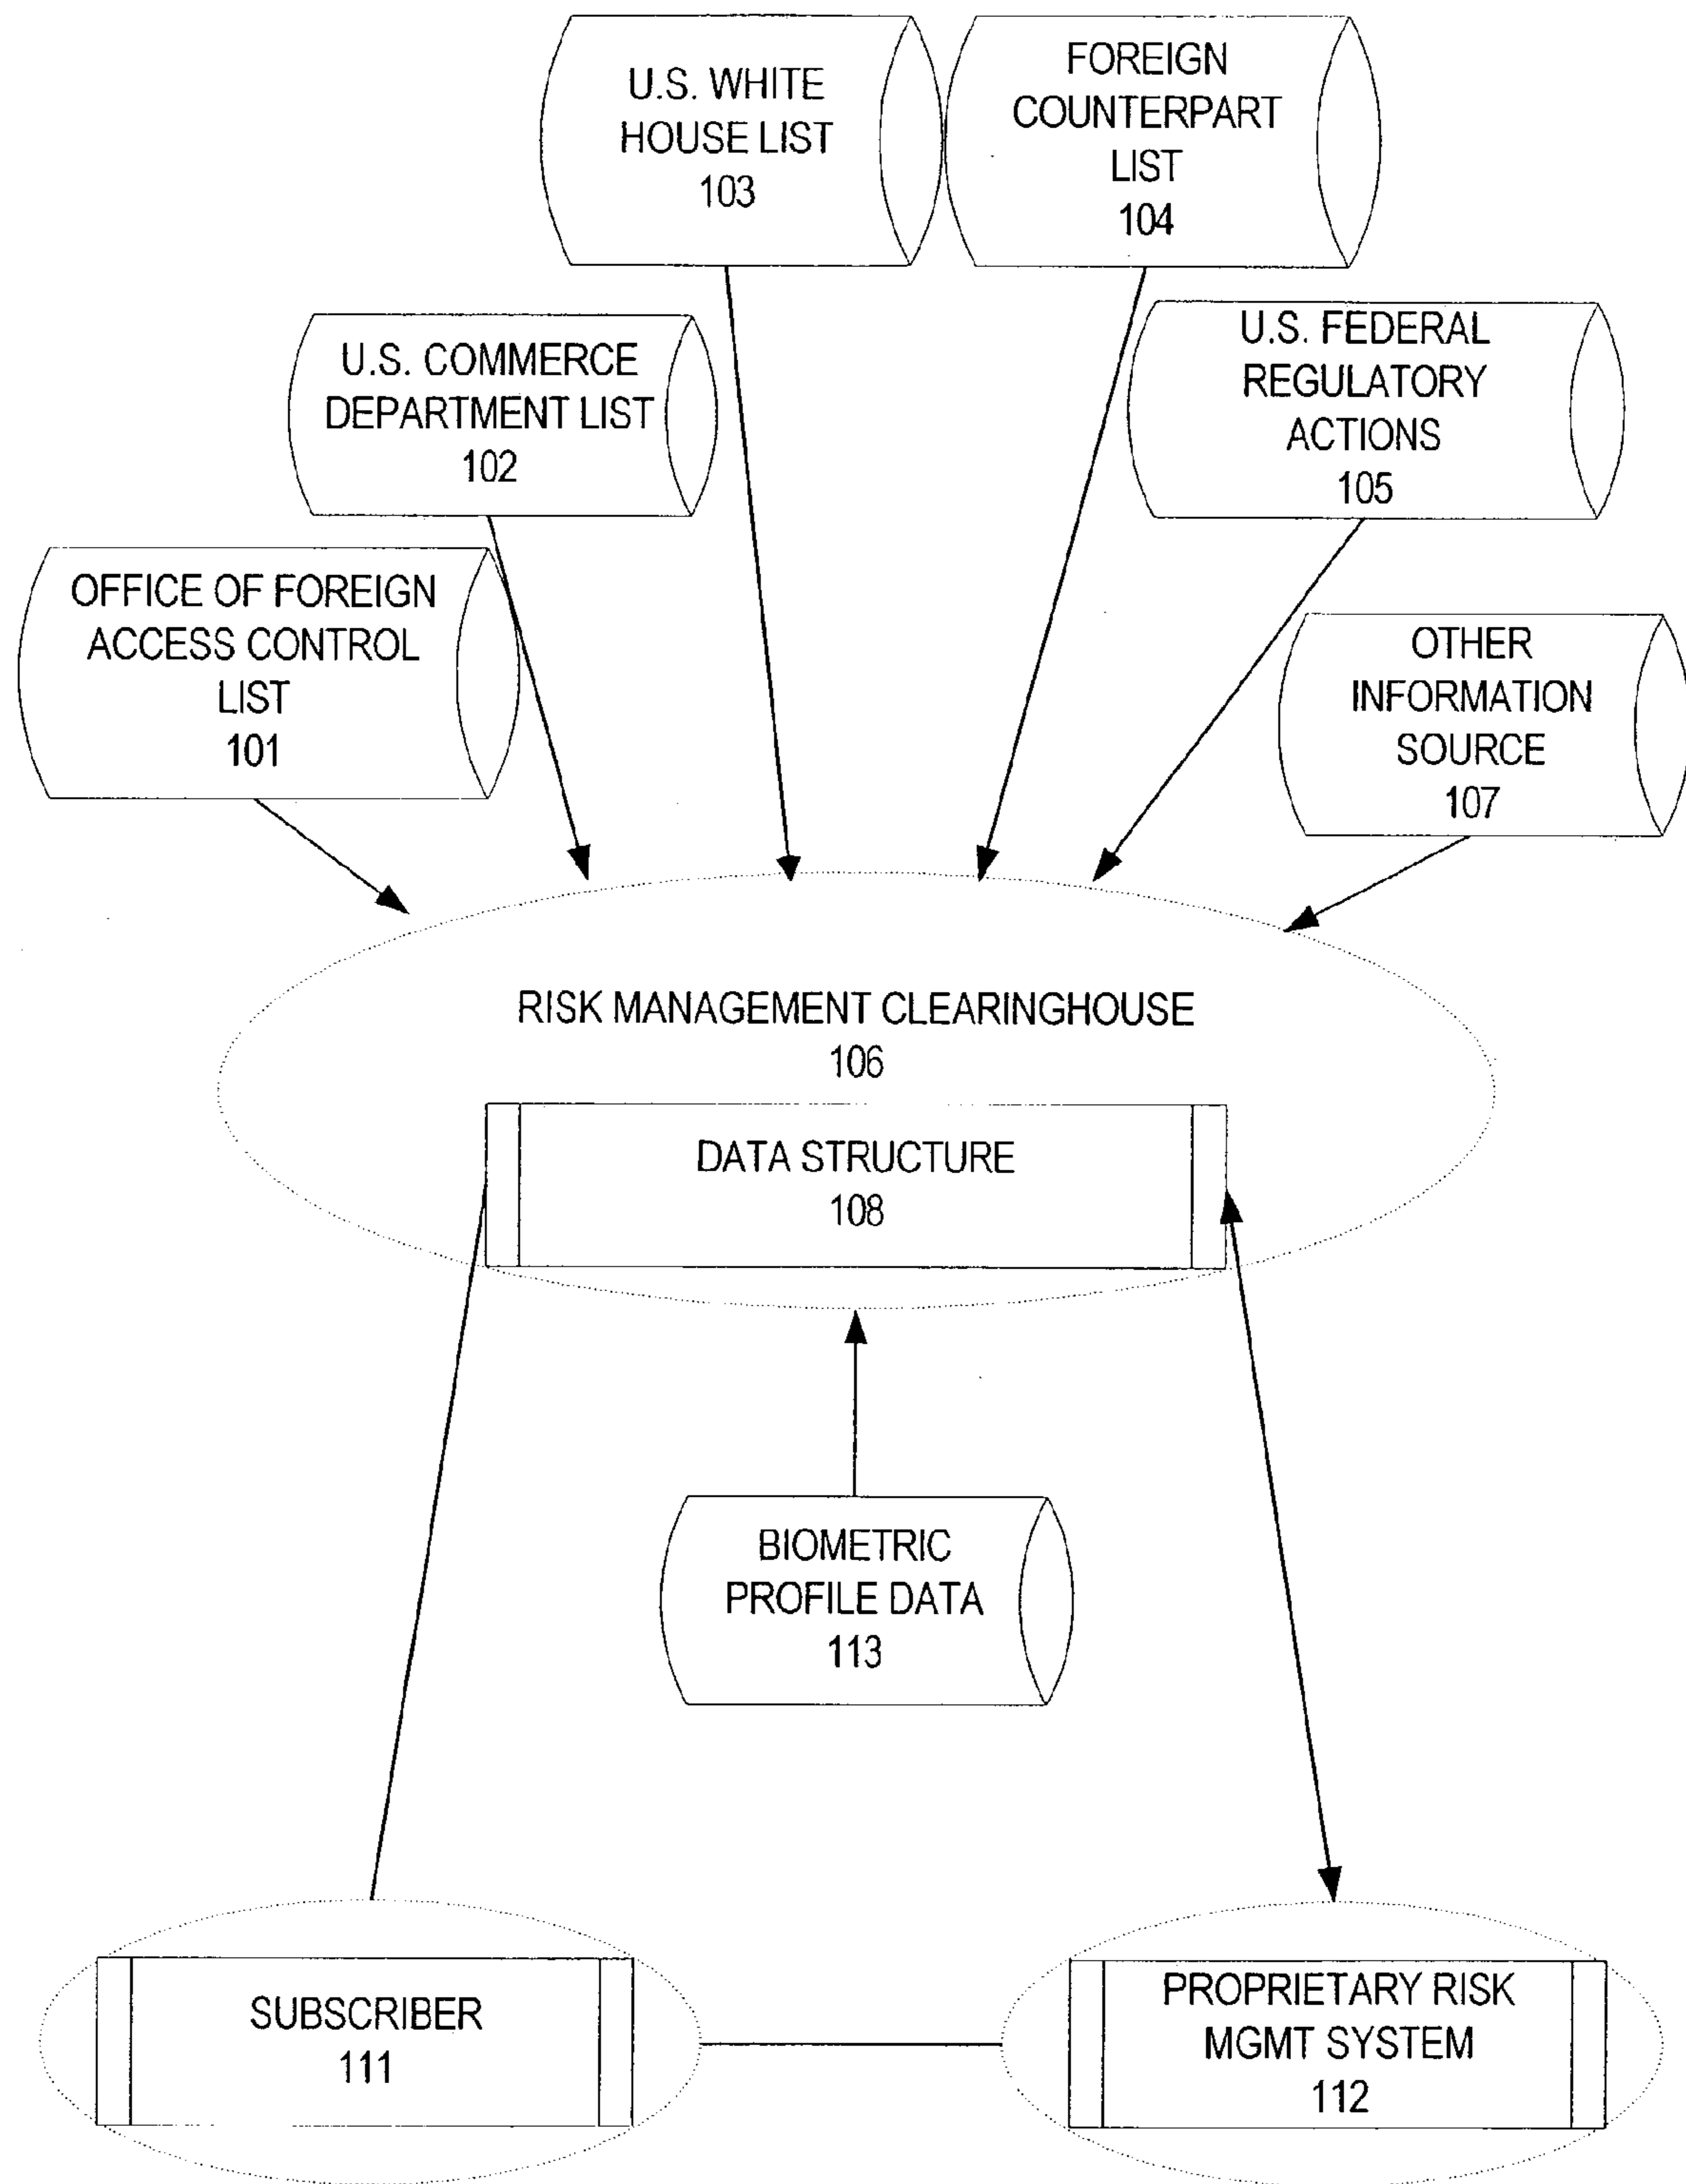 U.S. WHITE
HOUSE LIST
103
FOREIGN
COUNTERPART
LIST
104
U.S. COMMERCE
DEPARTMENT LIST
102
U.S. FEDERAL
REGULATORY
ACTIONS
105
OFFICE OF FOREIGN
ACCESS CONTROL
LIST
101
OTHER
INFORMATION
SOURCE
107
RISK MANAGEMENT CLEARINGHOUSE
106
DATA STRUCTURE
108
BIOMETRIC
PROFILE DATA
113
SUBSCRIBER
111
PROPRIETARY RISK
MGMT SYSTEM
112